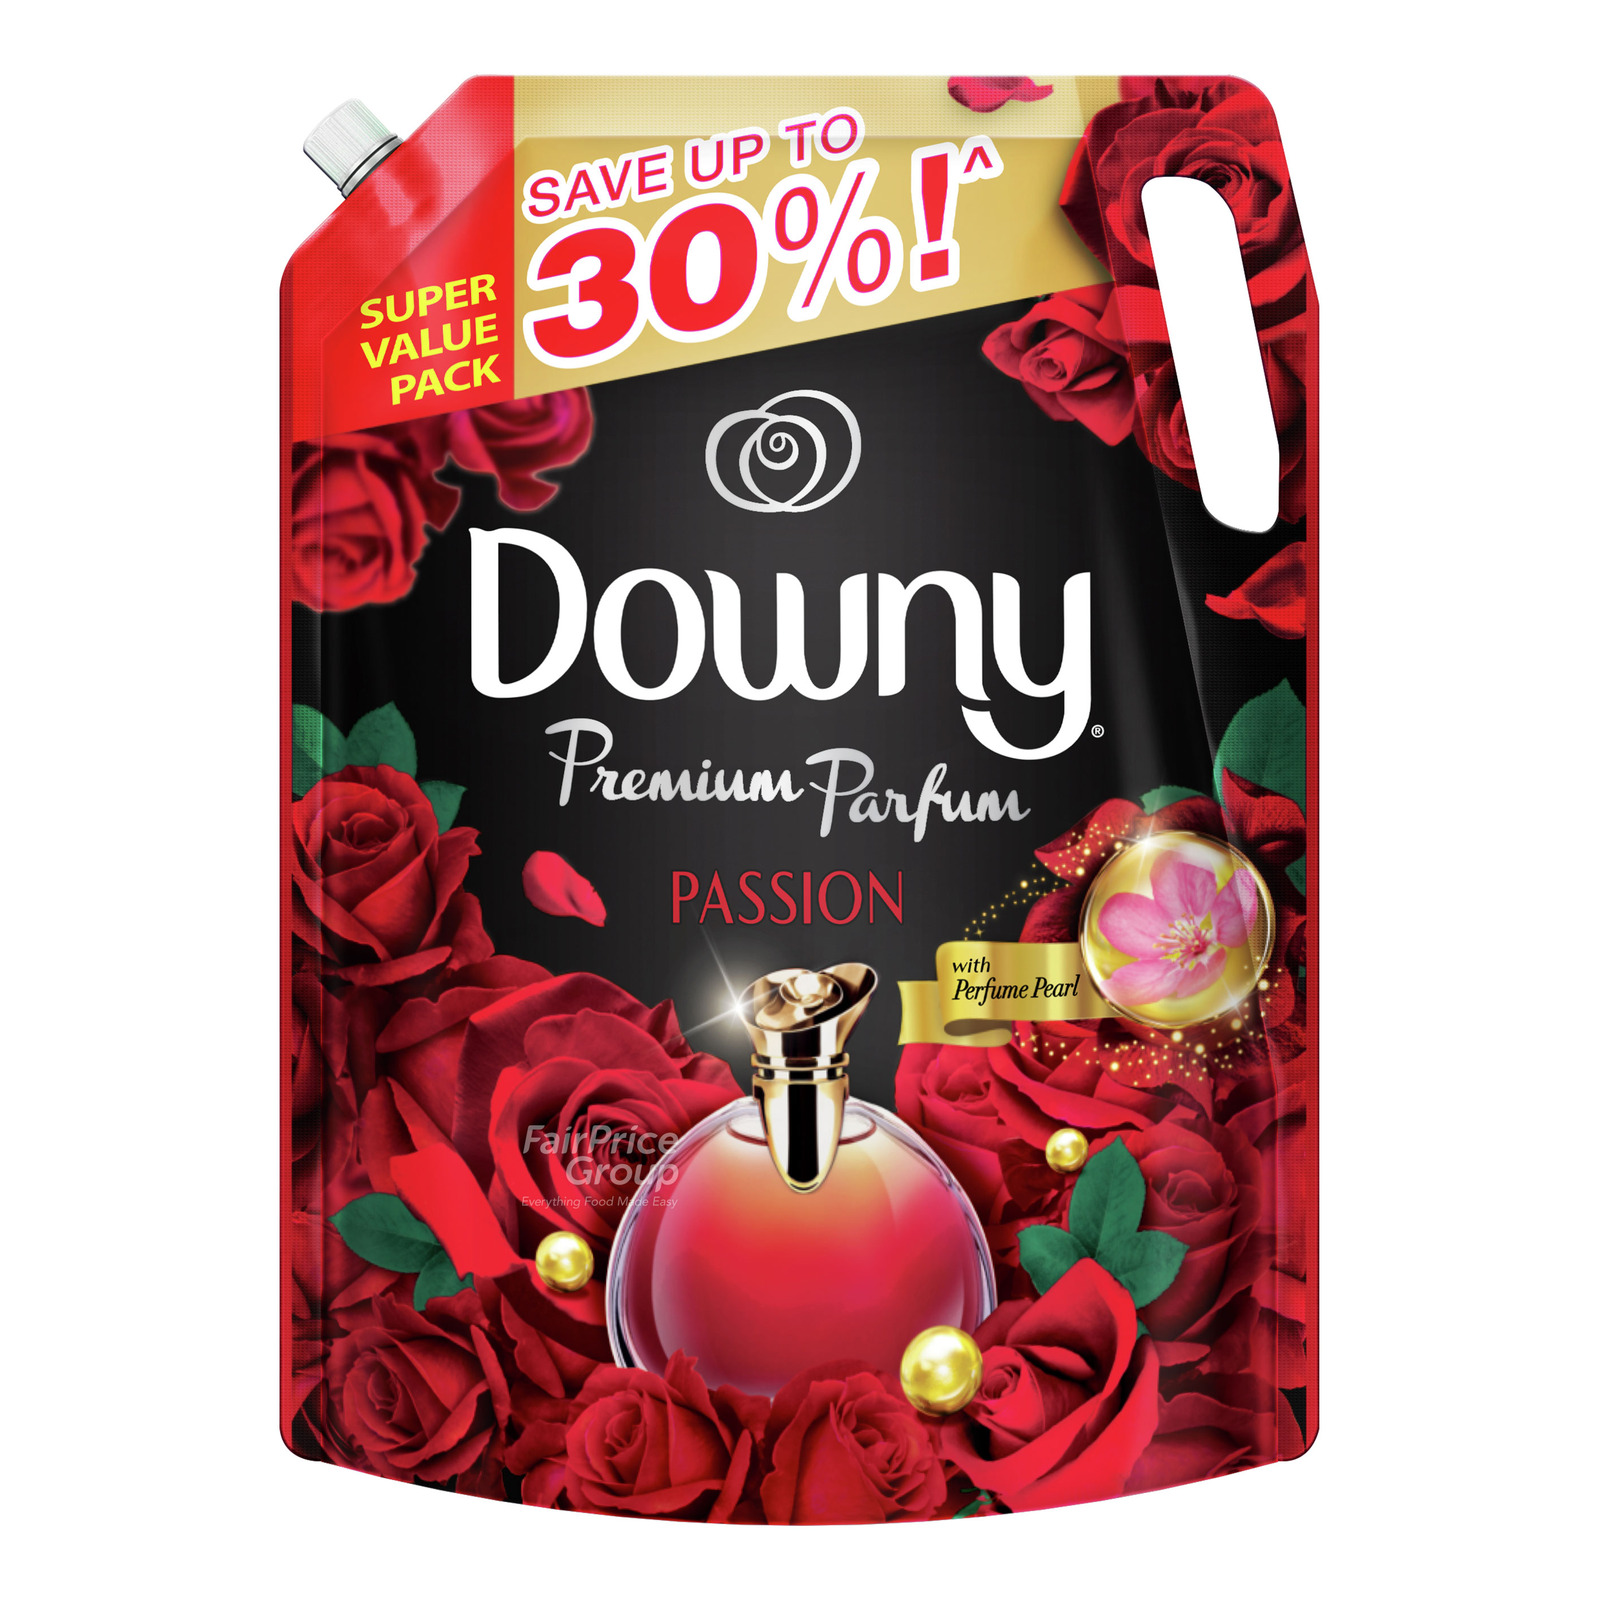 SAVE UP TO
30%!^
SUPER
VALUE
PACK
Downy®
Premium Parfum
PASSION
with
Perfume Pearl
FairPrice
Group
Everything Food Made Easy